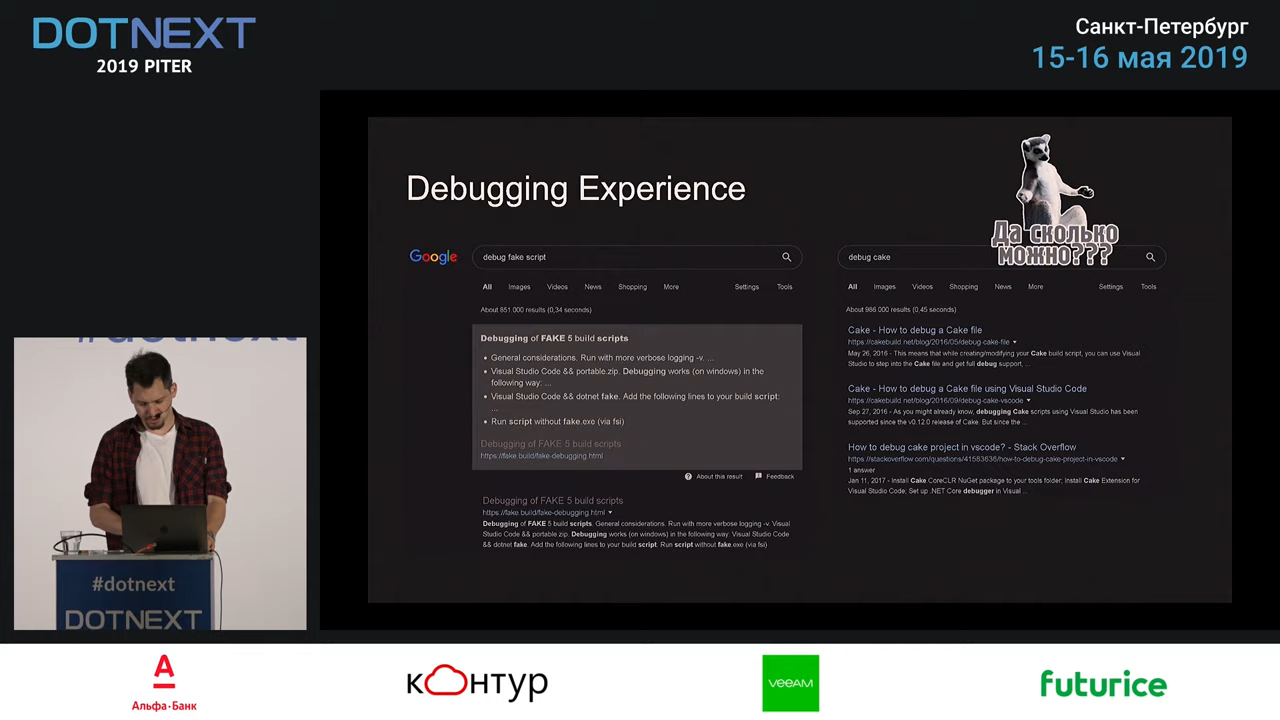 DOTNEXT
2019 PITER
Санкт-Петербург
15-16 мая 2019
Debugging Experience
Да сколько
можно???
Google
debug fake script
All Images Videos News Shopping More Settings Tools
About 851.000 results (0,34 seconds)
Debugging of FAKE 5 build scripts
• General considerations. Run with more verbose logging -v. ...
• Visual Studio Code && portable.zip. Debugging works (on windows) in the
following way: ...
• Visual Studio Code && dotnet fake. Add the following lines to your build script:
...
• Run script without fake.exe (via fsi)
Debugging of FAKE 5 build scripts
https://fake.build/fake-debugging.html
About this result Feedback
Debugging of FAKE 5 build scripts
https://fake.build/fake-debugging.html
Debugging of FAKE 5 build scripts. General considerations. Run with more verbose logging -v. Visual
Studio Code && portable.zip. Debugging works (on windows) in the following way. Visual Studio Code
&& dotnet fake. Add the following lines to your build script. Run script without fake.exe (via fsi)
debug cake
All Images Videos Shopping News More Settings Tools
About 986.000 results (0,45 seconds)
Cake - How to debug a Cake file
https://cakebuild.net/blog/2016/05/debug-cake-file
May 26, 2016 - This means that while creating/modifying your Cake build script, you can use Visual
Studio to step into the Cake file and get full debug support, ...
Cake - How to debug a Cake file using Visual Studio Code
https://cakebuild.net/blog/2016/09/debug-cake-vscode
Sep 27, 2016 - As you might already know, debugging Cake scripts using Visual Studio has been
supported since the v0.12.0 release of Cake. But since the ...
How to debug cake project in vscode? - Stack Overflow
https://stackoverflow.com/questions/41583636/how-to-debug-cake-project-in-vscode
1 answer
Jan 11, 2017 - Install Cake.CoreCLR NuGet package to your tools folder; Install Cake Extension for
Visual Studio Code; Set up .NET Core debugger in Visual ...
#dotnext
DOTNEXT
Альфа·Банк
контур
veeam
futurice